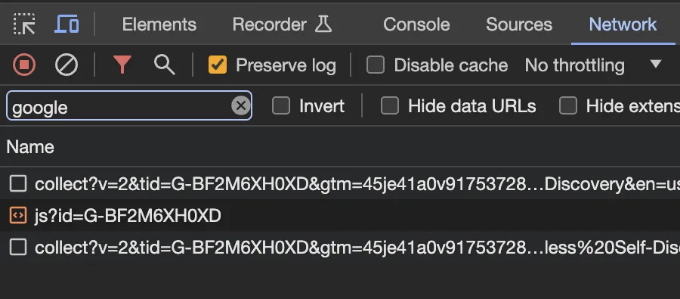 Elements Recorder Console Sources Network
Preserve log Disable cache No throttling
google Invert Hide data URLs Hide extens
Name
collect?v=2&tid=G-BF2M6XH0XD&gtm=45je41a0v91753728...Discovery&en=us
js?id=G-BF2M6XH0XD
collect?v=2&tid=G-BF2M6XH0XD&gtm=45je41a0v91753728...less%20Self-Disc